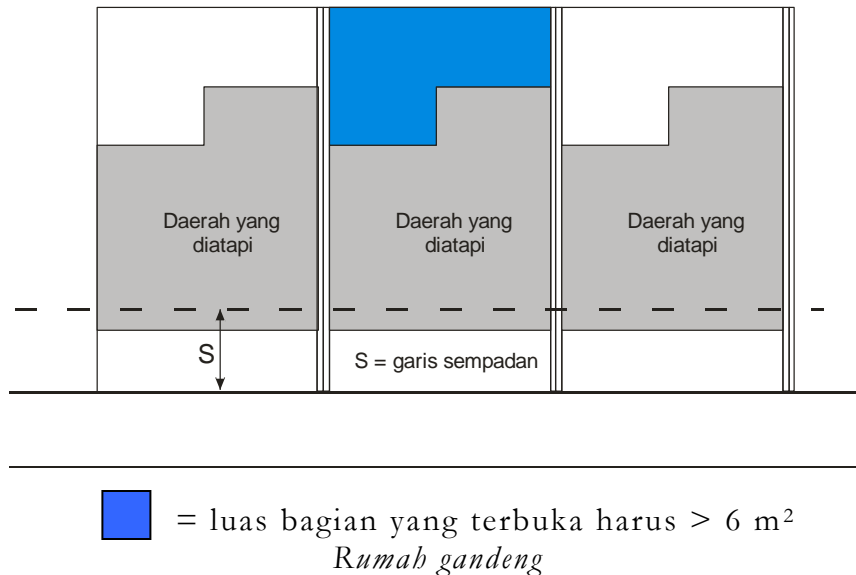 Daerah yang
diatapi
Daerah yang
diatapi
Daerah yang
diatapi
S
S = garis sempadan
= luas bagian yang terbuka harus > 6 m²
Rumah gandeng